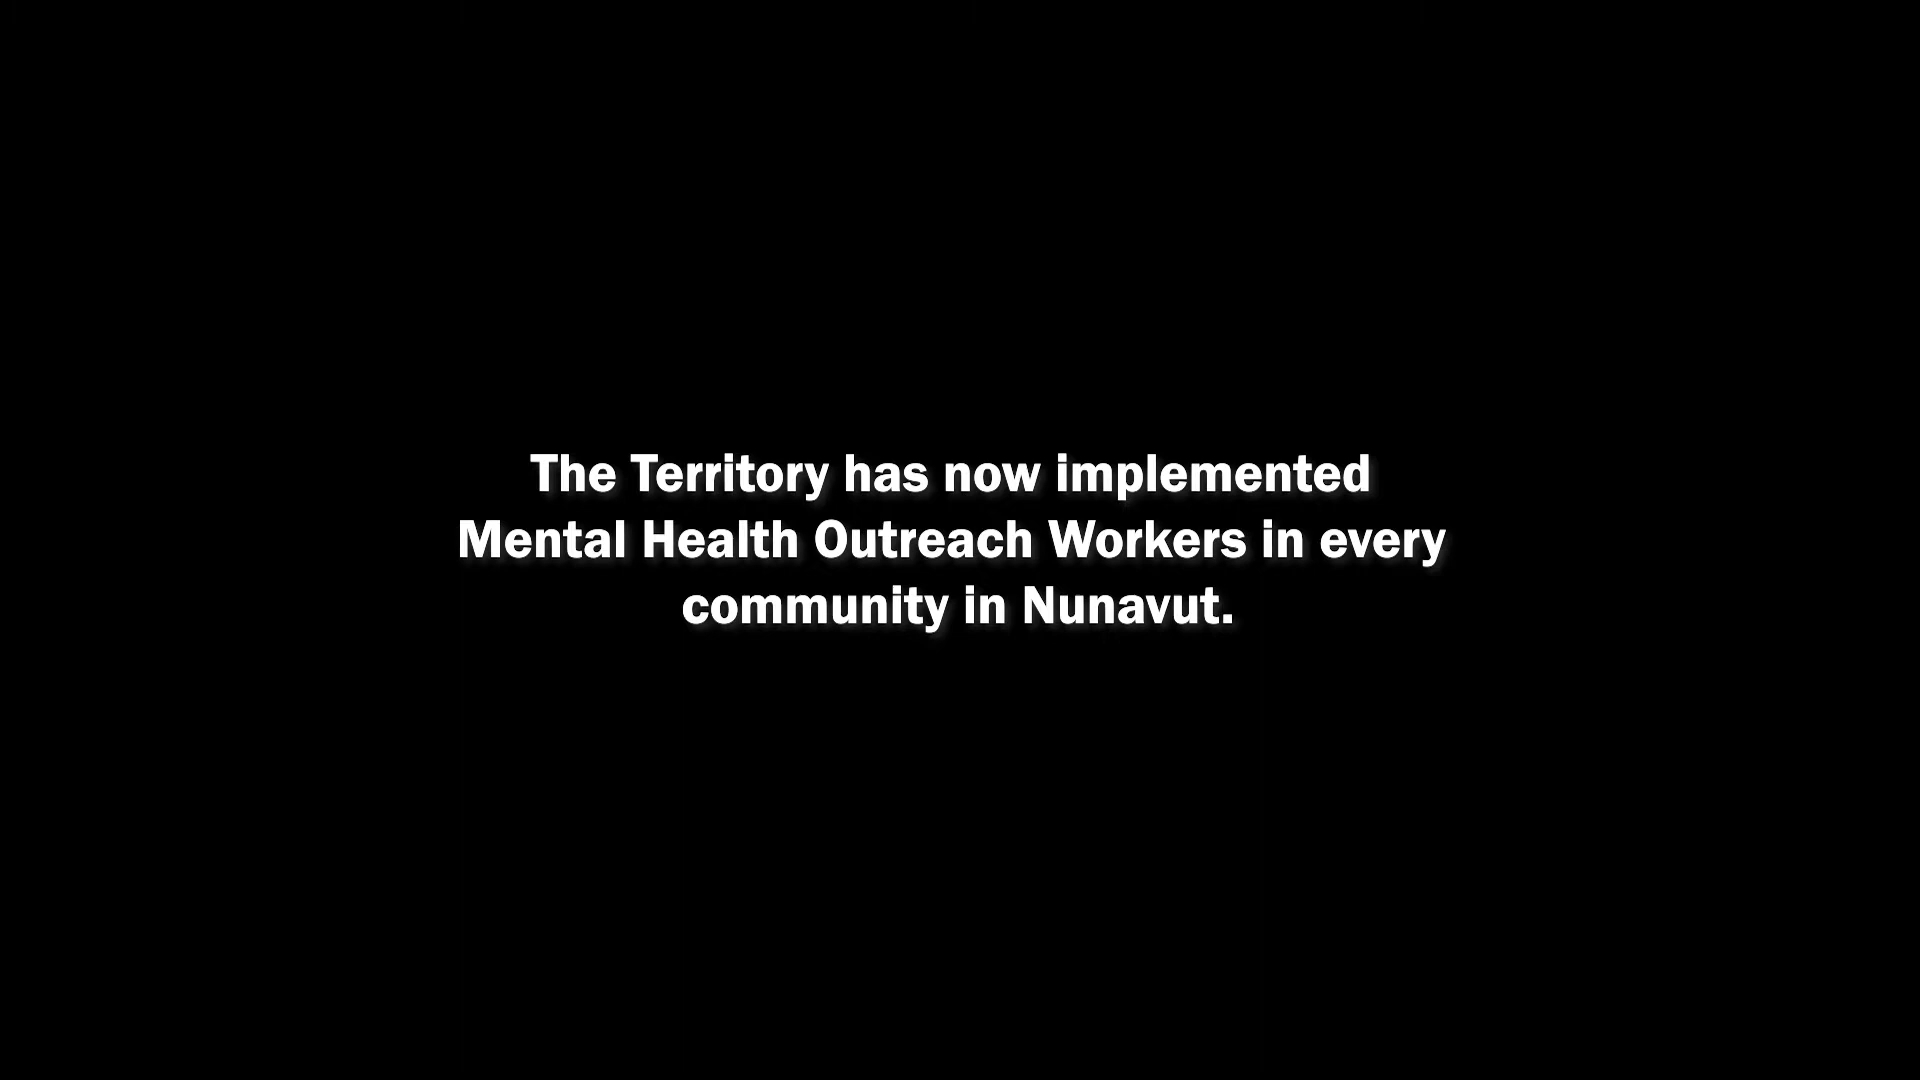 The Territory has now implemented
Mental Health Outreach Workers in every
community in Nunavut.